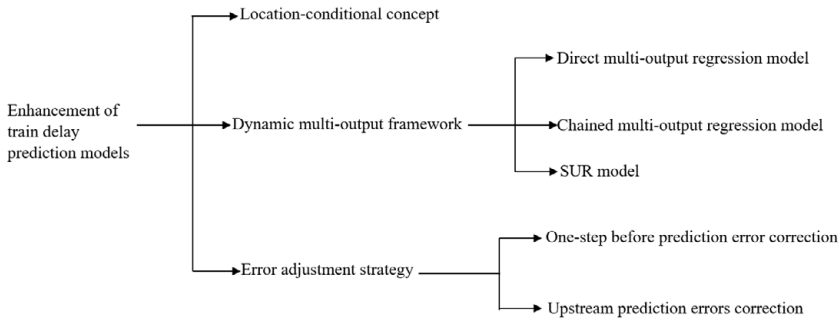 Location-conditional concept
Direct multi-output regression model
Enhancement of
train delay
prediction models
Dynamic multi-output framework
Chained multi-output regression model
SUR model
One-step before prediction error correction
Error adjustment strategy
Upstream prediction errors correction